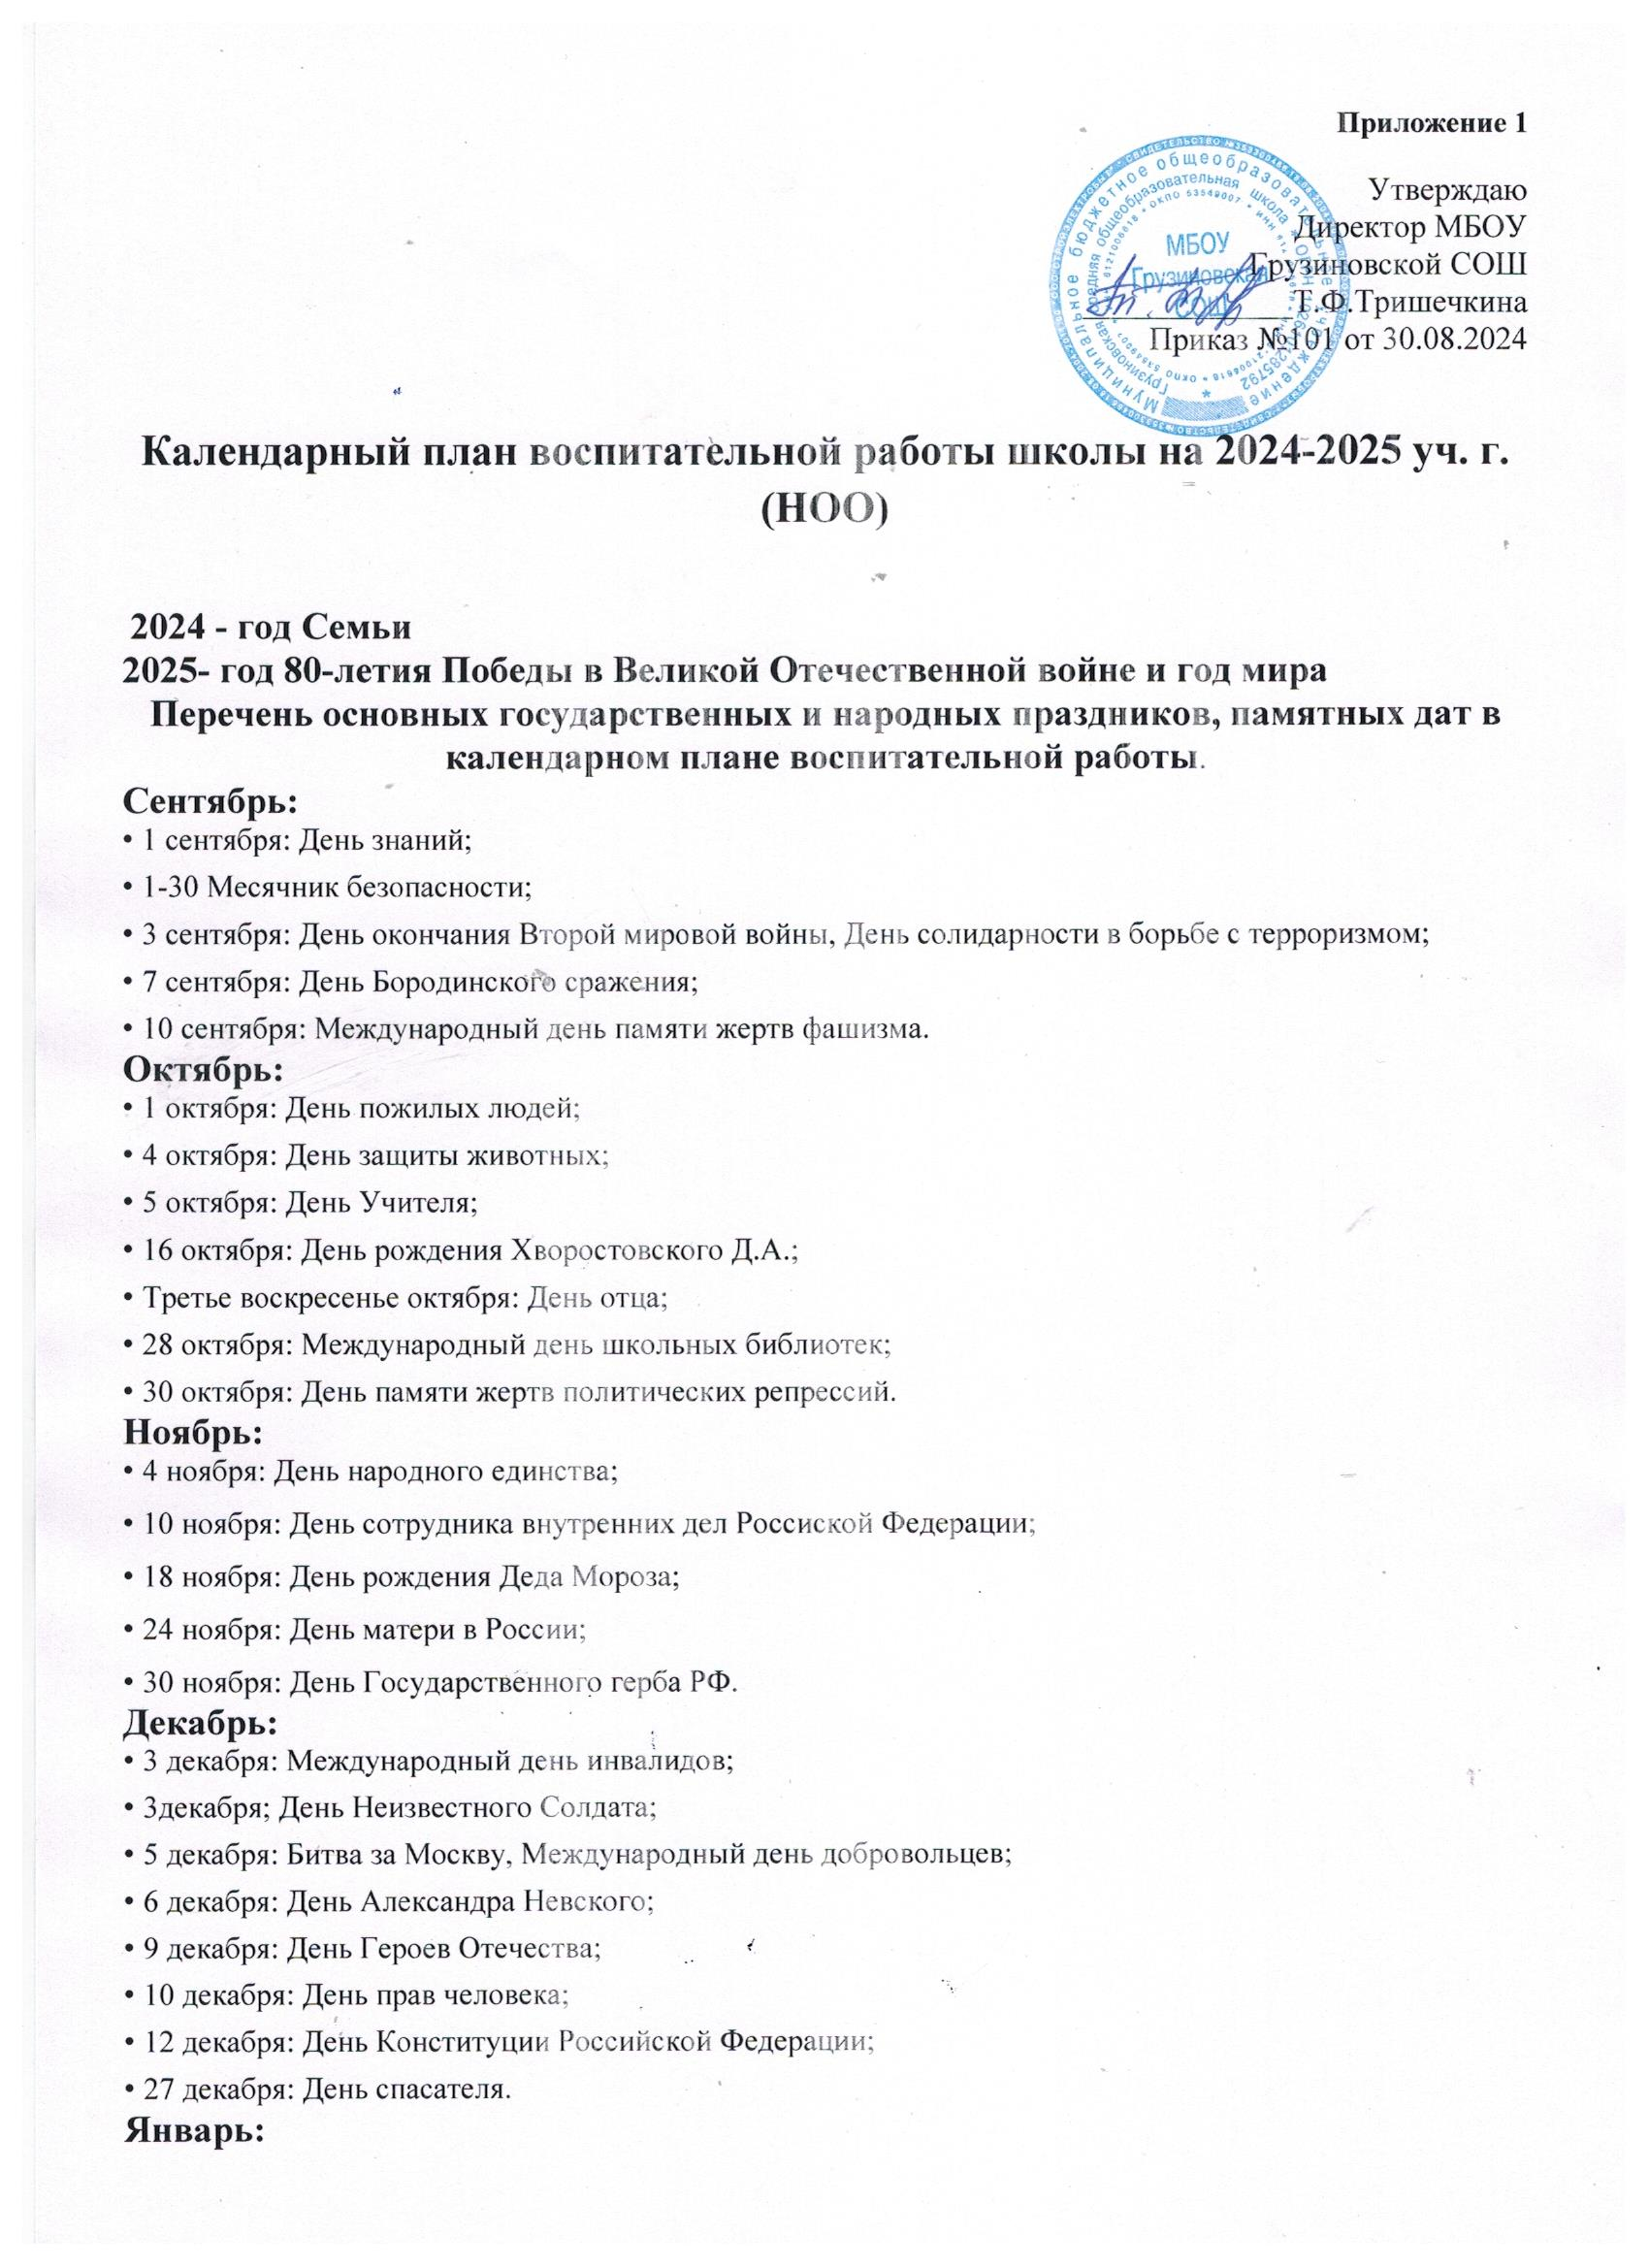 Приложение 1
Утверждаю
Директор МБОУ
Грузиновской СОШ
Т.Ф.Тришечкина
Приказ №101 от 30.08.2024
МБОУ
Грузиновская
СОШ
Календарный план воспитательной работы школы на 2024-2025 уч. г.
(НОО)
2024 - год Семьи
2025- год 80-летия Победы в Великой Отечественной войне и год мира
Перечень основных государственных и народных праздников, памятных дат в
календарном плане воспитательной работы.
Сентябрь:
• 1 сентября: День знаний;
• 1-30 Месячник безопасности;
• 3 сентября: День окончания Второй мировой войны, День солидарности в борьбе с терроризмом;
• 7 сентября: День Бородинского сражения;
• 10 сентября: Международный день памяти жертв фашизма.
Октябрь:
• 1 октября: День пожилых людей;
• 4 октября: День защиты животных;
• 5 октября: День Учителя;
• 16 октября: День рождения Хворостовского Д.А.;
• Третье воскресенье октября: День отца;
• 28 октября: Международный день школьных библиотек;
• 30 октября: День памяти жертв политических репрессий.
Ноябрь:
• 4 ноября: День народного единства;
• 10 ноября: День сотрудника внутренних дел Россиской Федерации;
• 18 ноября: День рождения Деда Мороза;
• 24 ноября: День матери в России;
• 30 ноября: День Государственного герба РФ.
Декабрь:
• 3 декабря: Международный день инвалидов;
• 3декабря; День Неизвестного Солдата;
• 5 декабря: Битва за Москву, Международный день добровольцев;
• 6 декабря: День Александра Невского;
• 9 декабря: День Героев Отечества;
• 10 декабря: День прав человека;
• 12 декабря: День Конституции Российской Федерации;
• 27 декабря: День спасателя.
Январь: